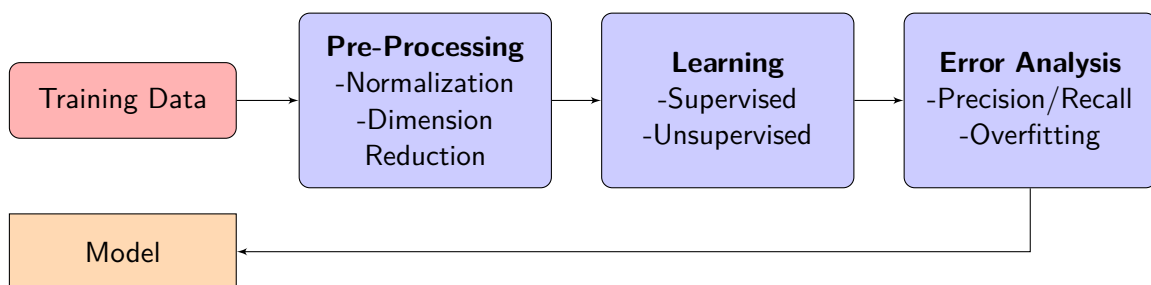 Training Data
Pre-Processing
-Normalization
-Dimension
Reduction
Learning
-Supervised
-Unsupervised
Error Analysis
-Precision/Recall
-Overfitting
Model